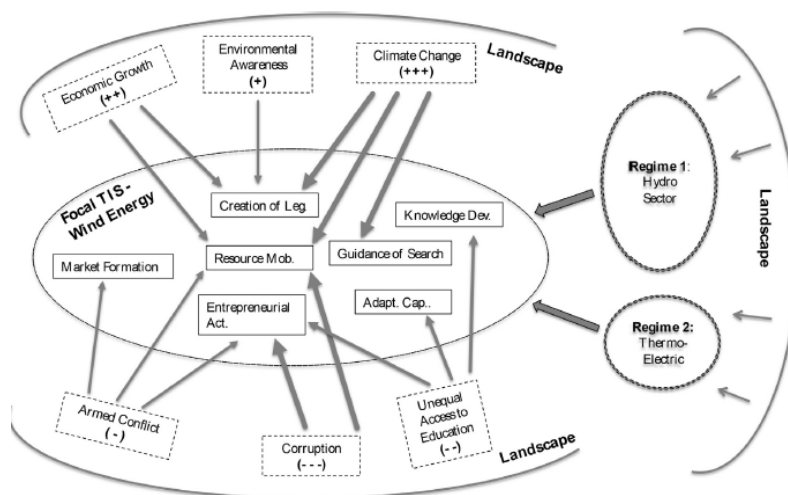 Environmental
Awareness
(+)
Climate Change
(+++)
Landscape
Economic Growth
(++)
Focal TIS -
Wind Energy
Creation of Leg.
Knowledge Dev.
Market Formation
Resource Mob.
Guidance of Search
Entrepreneurial
Act.
Adapt. Cap..
Regime 1:
Hydro
Sector
Landscape
Regime 2:
Thermo-
Electric
Armed Conflict
(-)
Corruption
(---)
Unequal
Access to
Education
(--)
Landscape